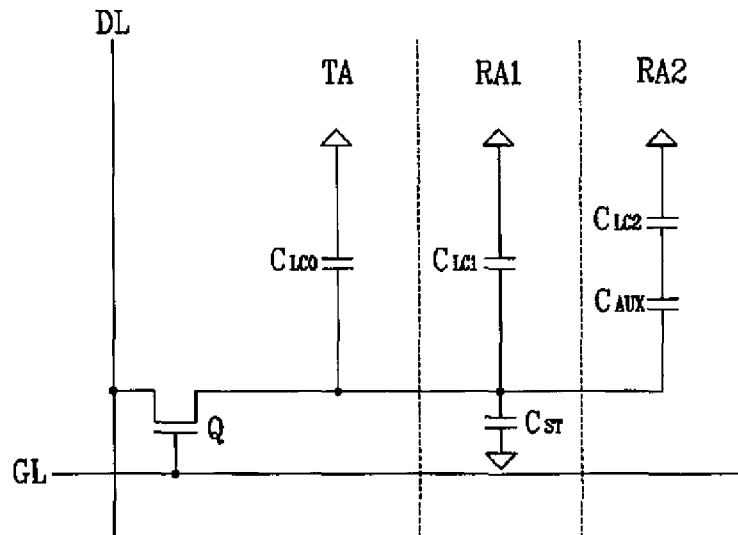 DL
TA RA1 RA2
CLC2
CLC0 CLC1
CAUX
Q CST
GL